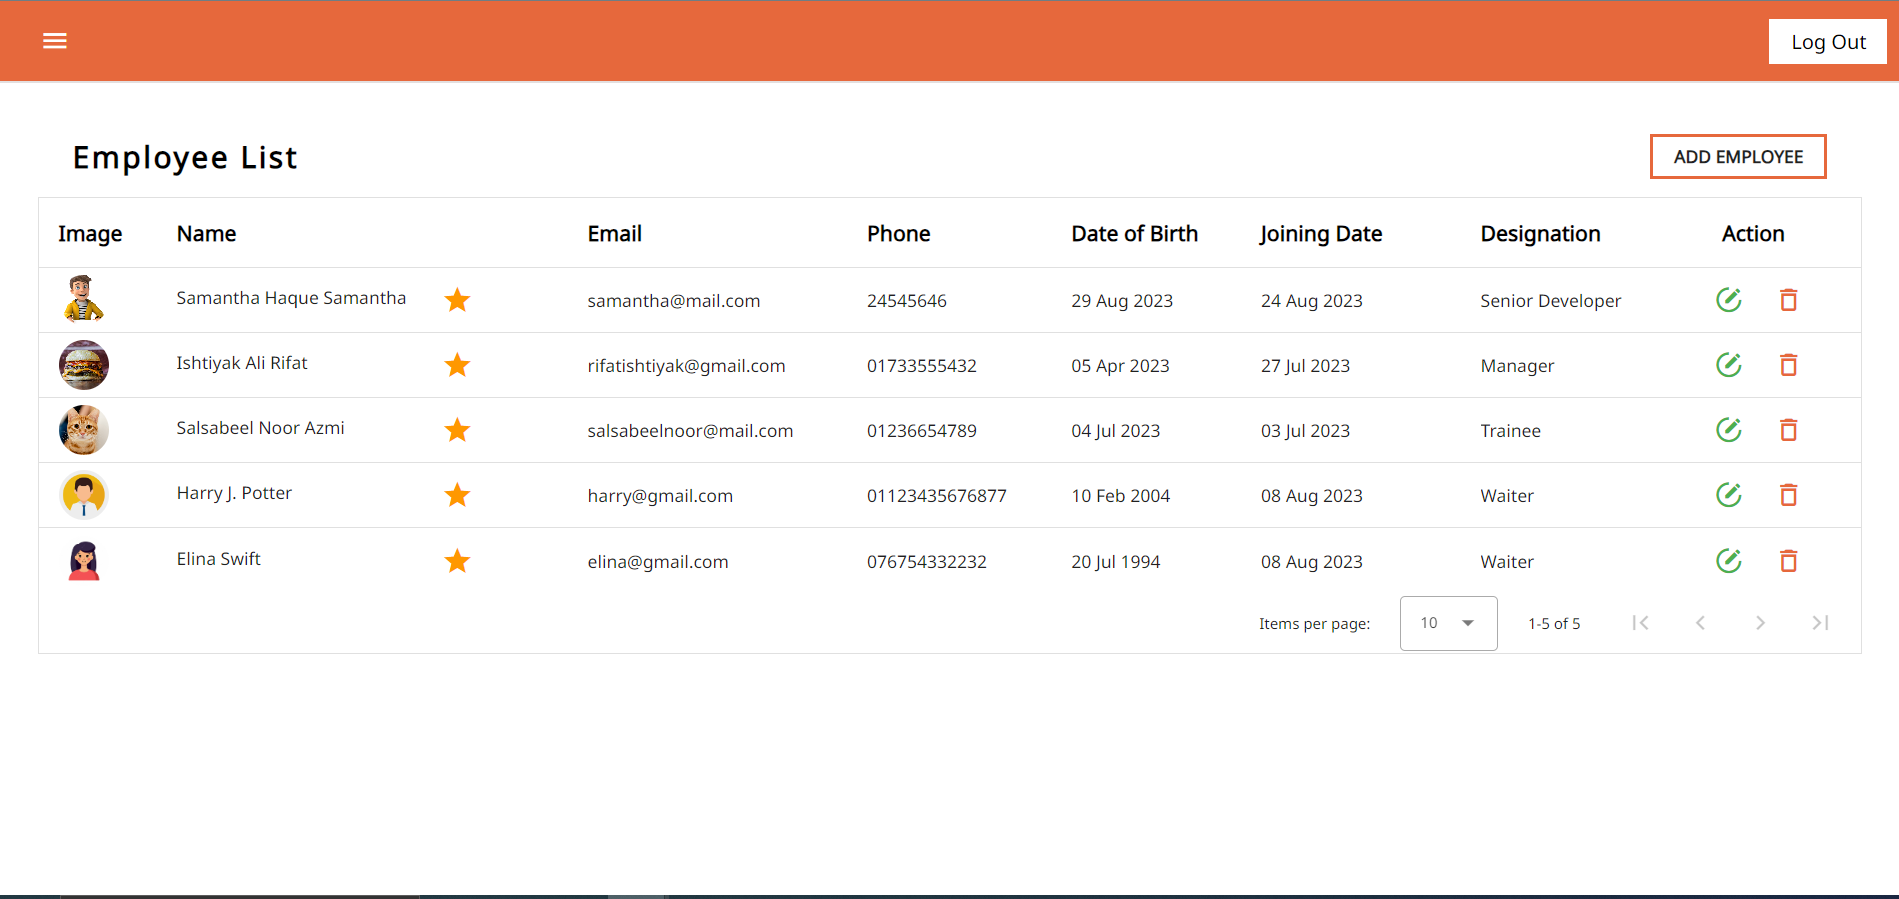 Log Out
Employee List
ADD EMPLOYEE
Image Name Email Phone Date of Birth Joining Date Designation Action
Samantha Haque Samantha samantha@mail.com 24545646 29 Aug 2023 24 Aug 2023 Senior Developer
Ishtiyak Ali Rifat rifatishtiyak@gmail.com 01733555432 05 Apr 2023 27 Jul 2023 Manager
Salsabeel Noor Azmi salsabeelnoor@mail.com 01236654789 04 Jul 2023 03 Jul 2023 Trainee
Harry J. Potter harry@gmail.com 01123435676877 10 Feb 2004 08 Aug 2023 Waiter
Elina Swift elina@gmail.com 076754332232 20 Jul 1994 08 Aug 2023 Waiter
Items per page: 10 1-5 of 5